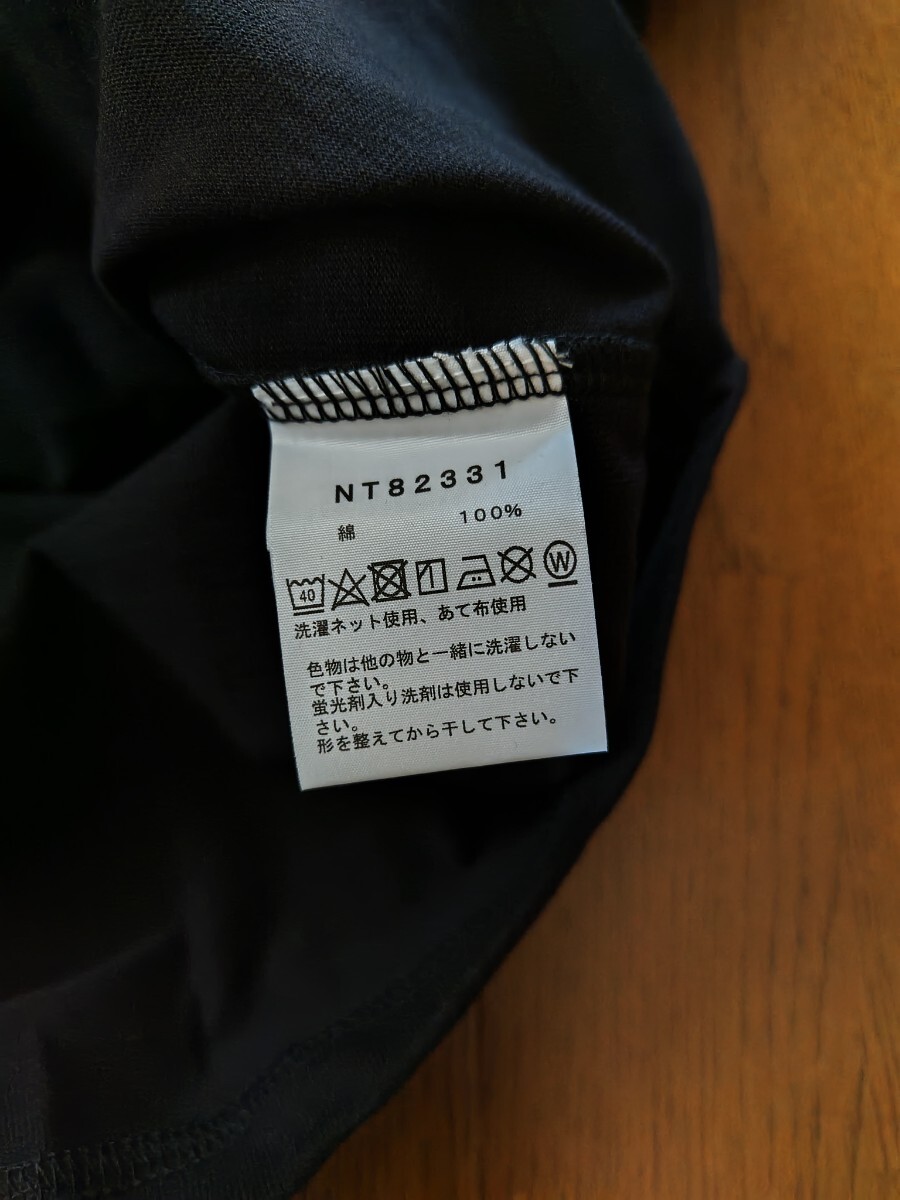 NT82331
綿 100%
40 W
洗濯ネット使用、あて布使用
色物は他の物と一緒に洗濯しない
で下さい。
蛍光剤入り洗剤は使用しないで下
さい。
形を整えてから干して下さい。